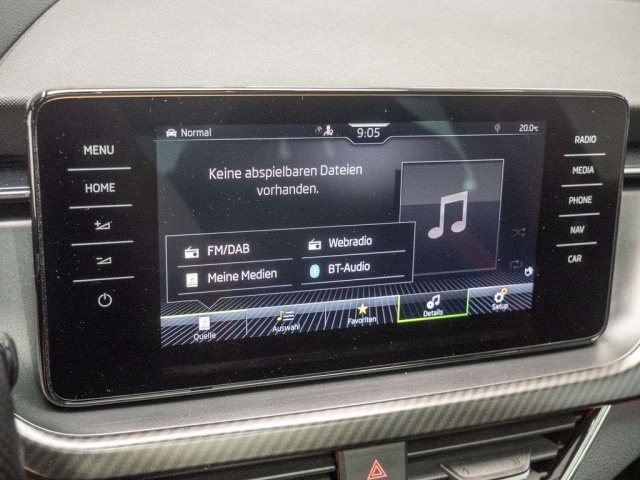 Normal
9:05
20.0℃
MENU
HOME
RADIO
MEDIA
PHONE
NAV
CAR
Keine abspielbaren Dateien
vorhanden.
FM/DAB
Webradio
Meine Medien
BT-Audio
Quelle
Auswahl
Favoriten
Details
Setup